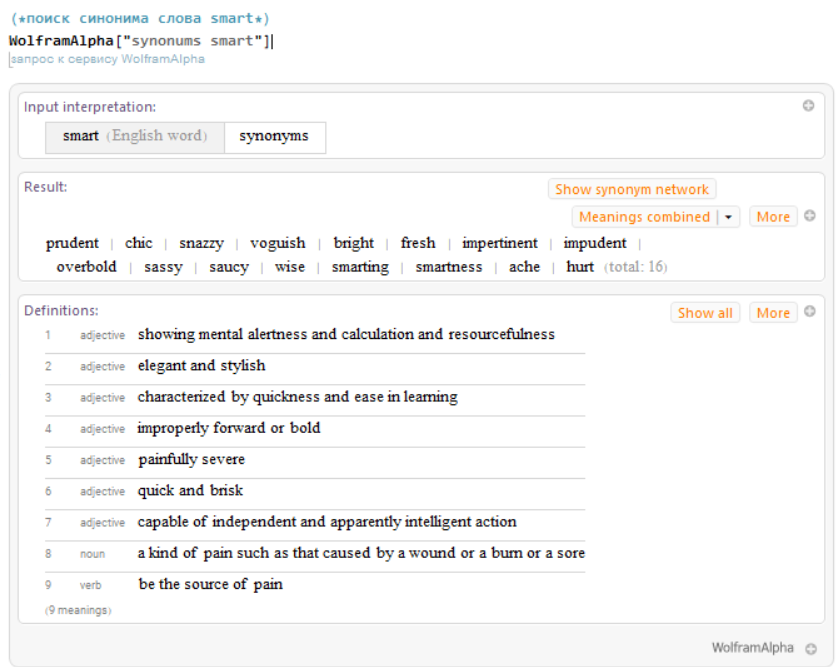 (*поиск синонима слова smart*)
WolframAlpha["synonums smart"]
запрос к сервису WolframAlpha
Input interpretation:
smart (English word) synonyms
Result:
Show synonym network
Meanings combined | More
prudent | chic | snazzy | voguish | bright | fresh | impertinent | impudent |
overbold | sassy | saucy | wise | smarting | smartness | ache | hurt (total: 16)
Definitions:
Show all More
1 adjective showing mental alertness and calculation and resourcefulness
2 adjective elegant and stylish
3 adjective characterized by quickness and ease in learning
4 adjective improperly forward or bold
5 adjective painfully severe
6 adjective quick and brisk
7 adjective capable of independent and apparently intelligent action
8 noun a kind of pain such as that caused by a wound or a burn or a sore
9 verb be the source of pain
(9 meanings)
WolframAlpha